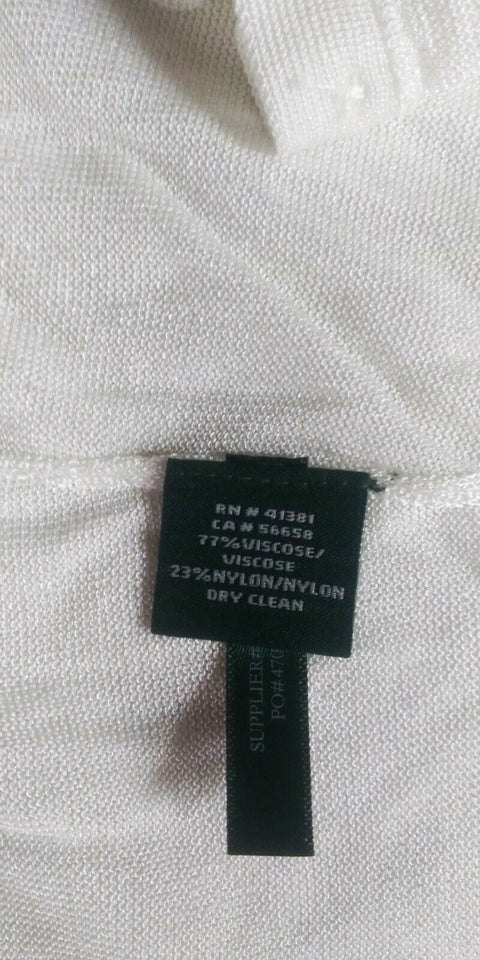 RN # 41381
CA # 56658
77%VISCOSE/
VISCOSE
23%NYLON/NYLON
DRY CLEAN
SUPPLIER#
PO#470